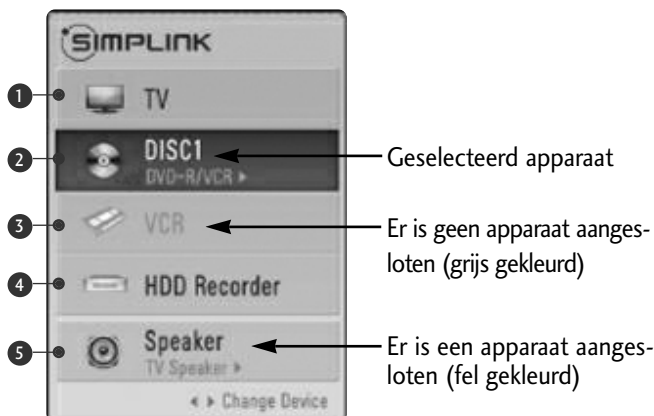 SIMPLINK
1 TV
2 DISC1
DVD-R/VCR ▸
Geselecteerd apparaat
3 VCR
Er is geen apparaat aanges-
loten (grijs gekleurd)
4 HDD Recorder
5 Speaker
TV Speaker ▸
Er is een apparaat aanges-
loten (fel gekleurd)
◂ ▸ Change Device